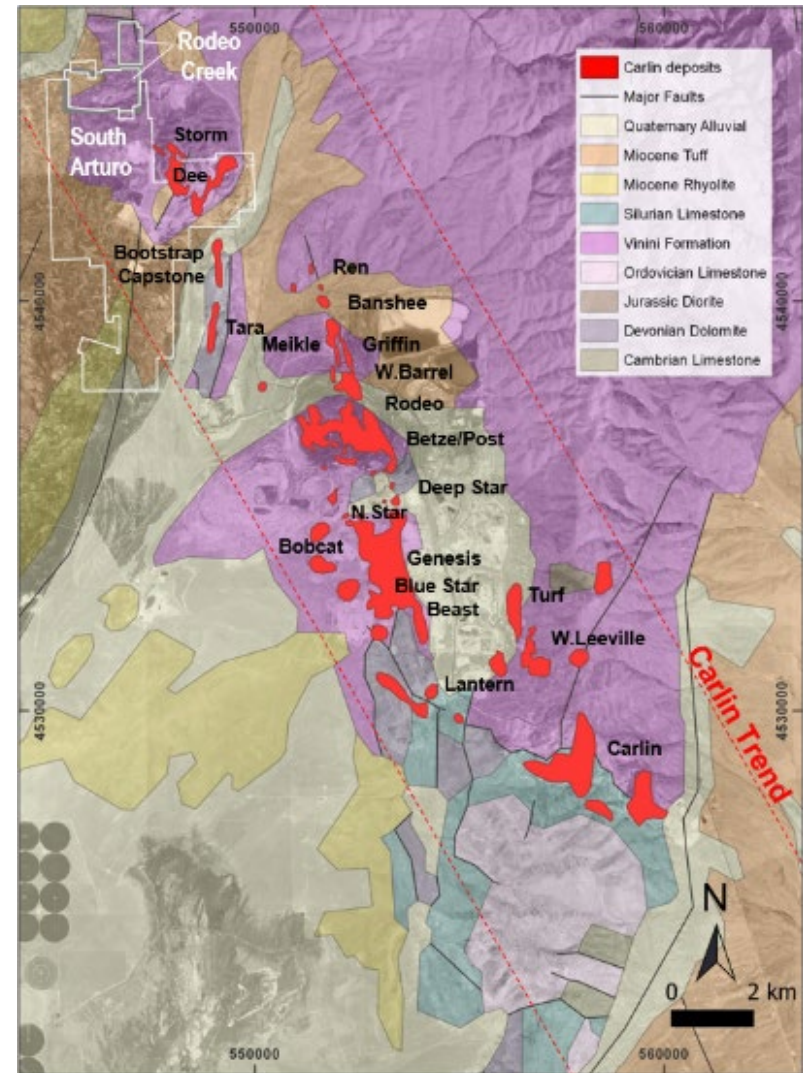 550000
560000
Rodeo
Creek
South
Arturo
Storm
Dee
Bootstrap
Capstone
Tara
Ren
Banshee
Meikle
Griffin
W.Barrel
Rodeo
Betze/Post
Deep Star
N.Star
Bobcat
Genesis
Blue Star
Beast
Turf
W.Leeville
Lantern
Carlin
Carlin Trend
Carlin deposits
Major Faults
Quaternary Alluvial
Miocene Tuff
Miocene Rhyolite
Silurian Limestone
Vinini Formation
Ordovician Limestone
Jurassic Diorite
Devonian Dolomite
Cambrian Limestone
4540000
4540000
4530000
4530000
N
0 2 km
550000
560000